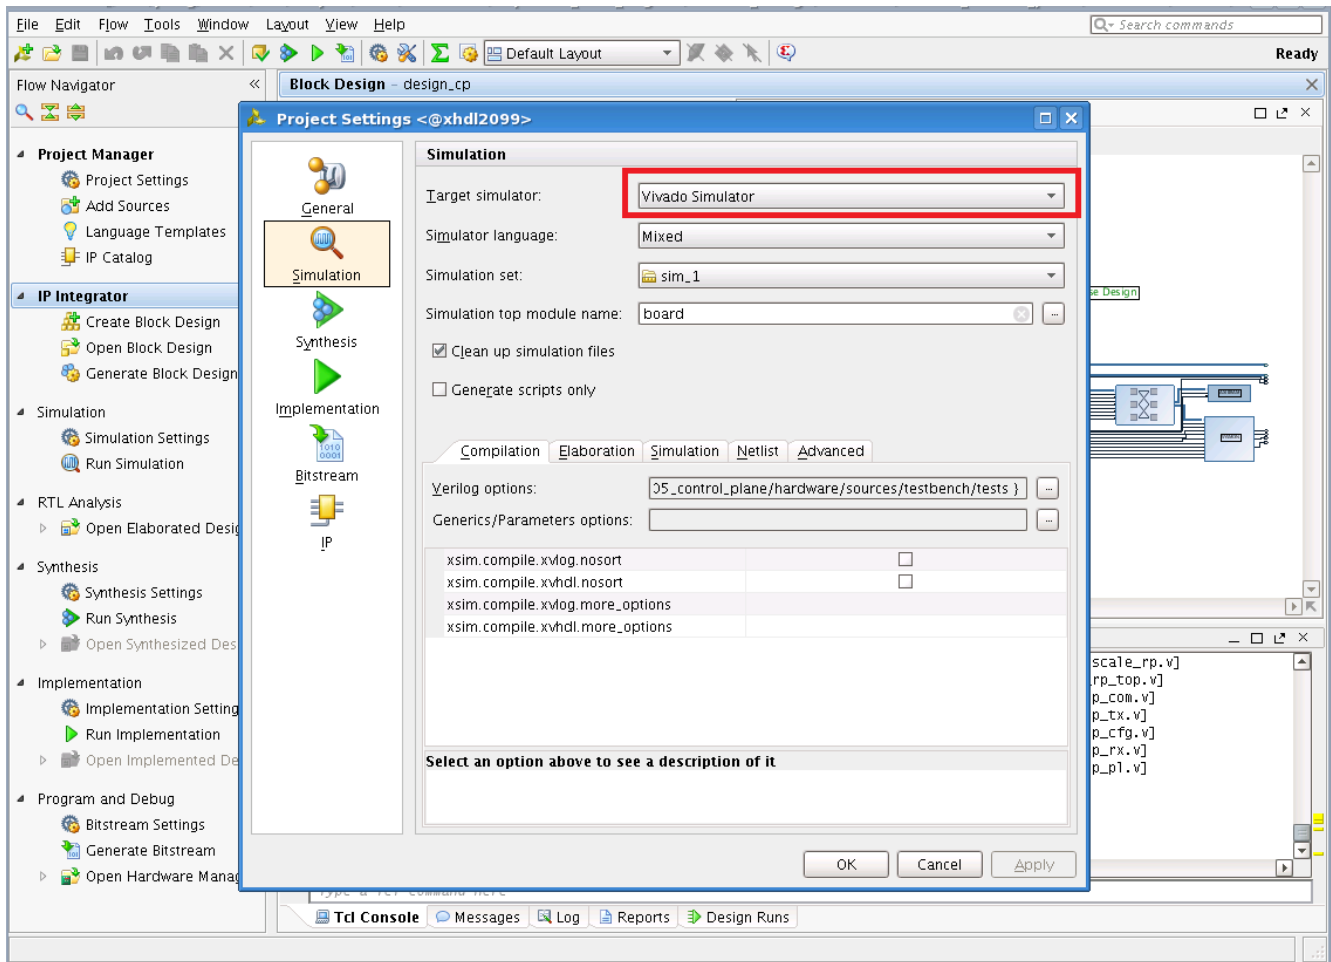 File Edit Flow Tools Window Layout View Help
Search commands
Default Layout
Ready
Flow Navigator
Block Design - design_cp
Project Manager
Project Settings
Add Sources
Language Templates
IP Catalog
IP Integrator
Create Block Design
Open Block Design
Generate Block Design
Simulation
Simulation Settings
Run Simulation
RTL Analysis
Open Elaborated Desig
Synthesis
Synthesis Settings
Run Synthesis
Open Synthesized Des
Implementation
Implementation Setting
Run Implementation
Open Implemented De
Program and Debug
Bitstream Settings
Generate Bitstream
Open Hardware Manag
Project Settings <@xhdl2099>
General
Simulation
Synthesis
Implementation
Bitstream
IP
Simulation
Target simulator: Vivado Simulator
Simulator language: Mixed
Simulation set: sim_1
Simulation top module name: board
Clean up simulation files
Generate scripts only
Compilation Elaboration Simulation Netlist Advanced
Verilog options: 05_control_plane/hardware/sources/testbench/tests }
Generics/Parameters options:
xsim.compile.xvlog.nosort
xsim.compile.xvhdl.nosort
xsim.compile.xvlog.more_options
xsim.compile.xvhdl.more_options
Select an option above to see a description of it
OK Cancel Apply
se Design
scale_rp.v]
rp_top.v]
p_com.v]
p_tx.v]
p_cfg.v]
p_rx.v]
p_pl.v]
Type a Tcl command here
Tcl Console Messages Log Reports Design Runs